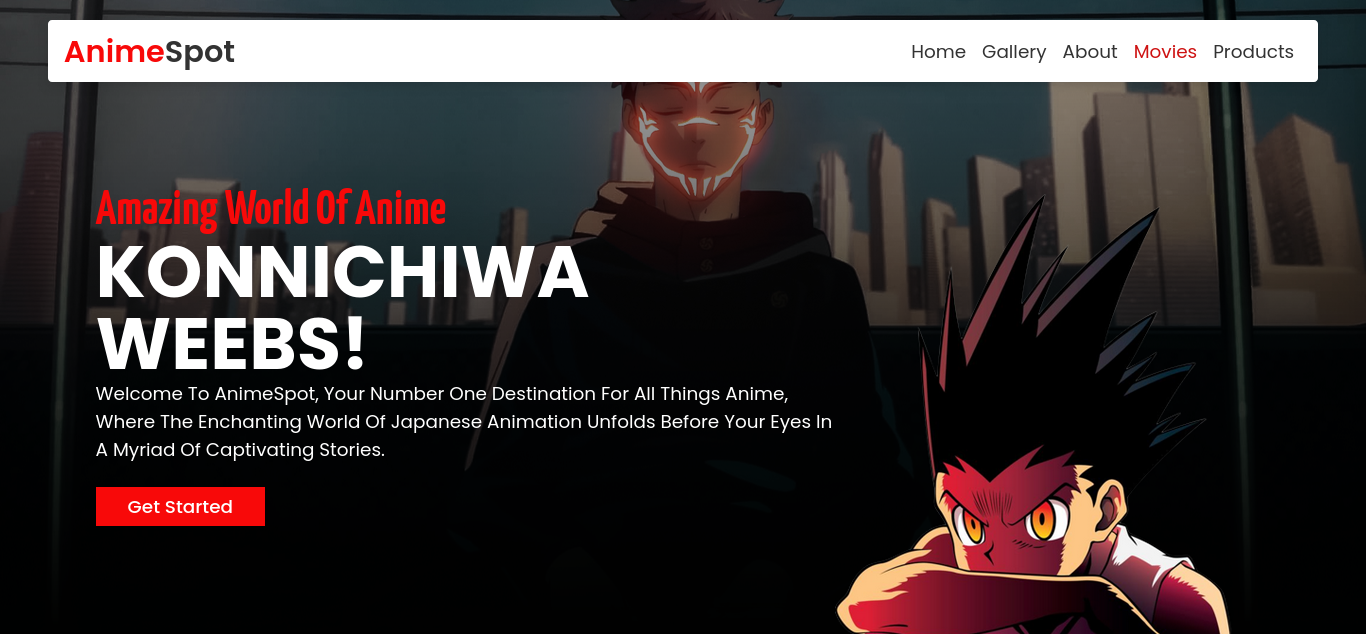 AnimeSpot Home Gallery About Movies Products
Amazing World Of Anime
KONNICHIWA
WEEBS!
Welcome To AnimeSpot, Your Number One Destination For All Things Anime,
Where The Enchanting World Of Japanese Animation Unfolds Before Your Eyes In
A Myriad Of Captivating Stories.
Get Started